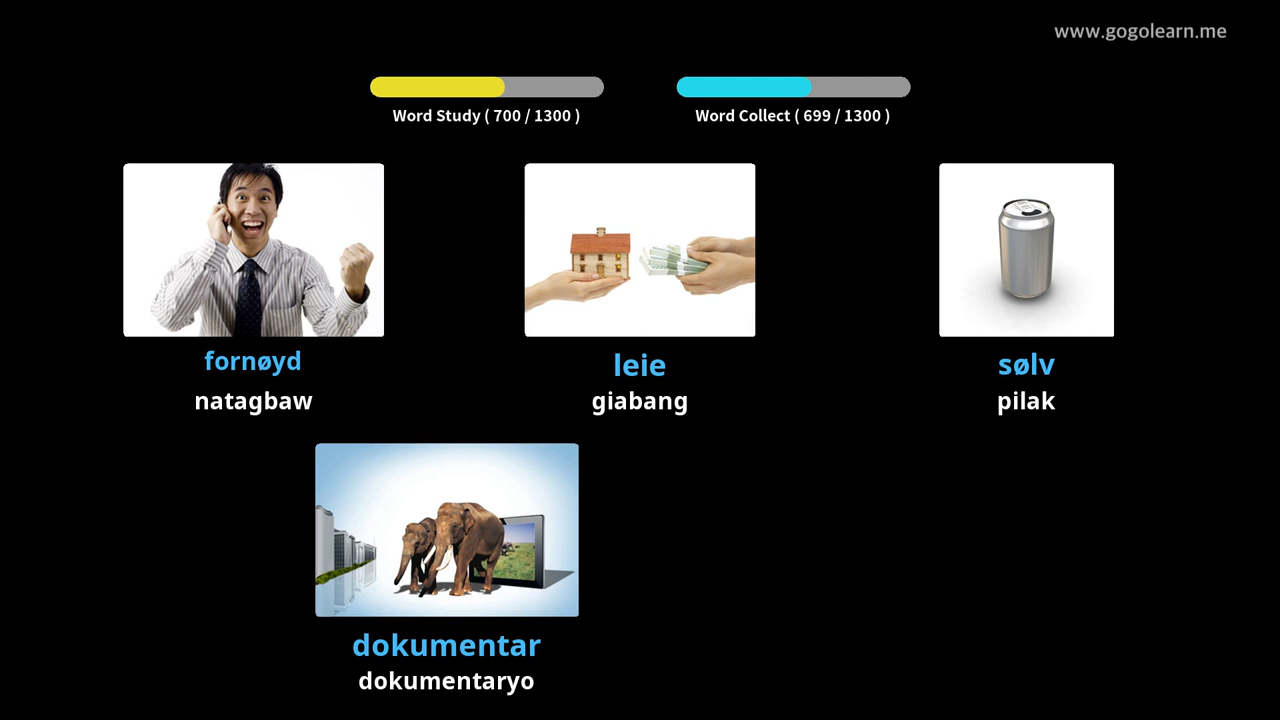 www.gogolearn.me
Word Study ( 700 / 1300 )
Word Collect ( 699 / 1300 )
fornøyd
natagbaw
leie
giabang
sølv
pilak
dokumentar
dokumentaryo